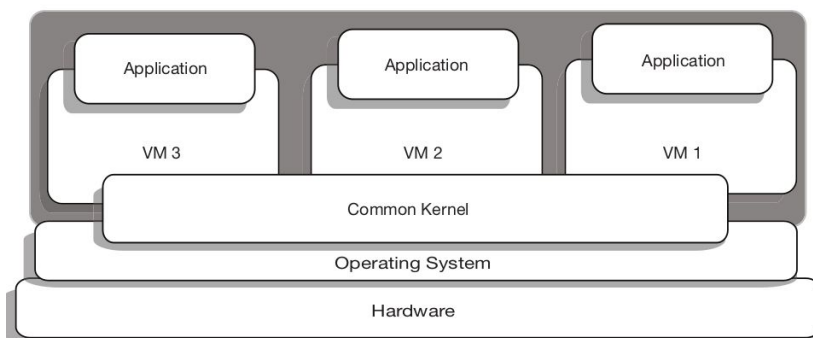 Application
Application
Application
VM 3
VM 2
VM 1
Common Kernel
Operating System
Hardware